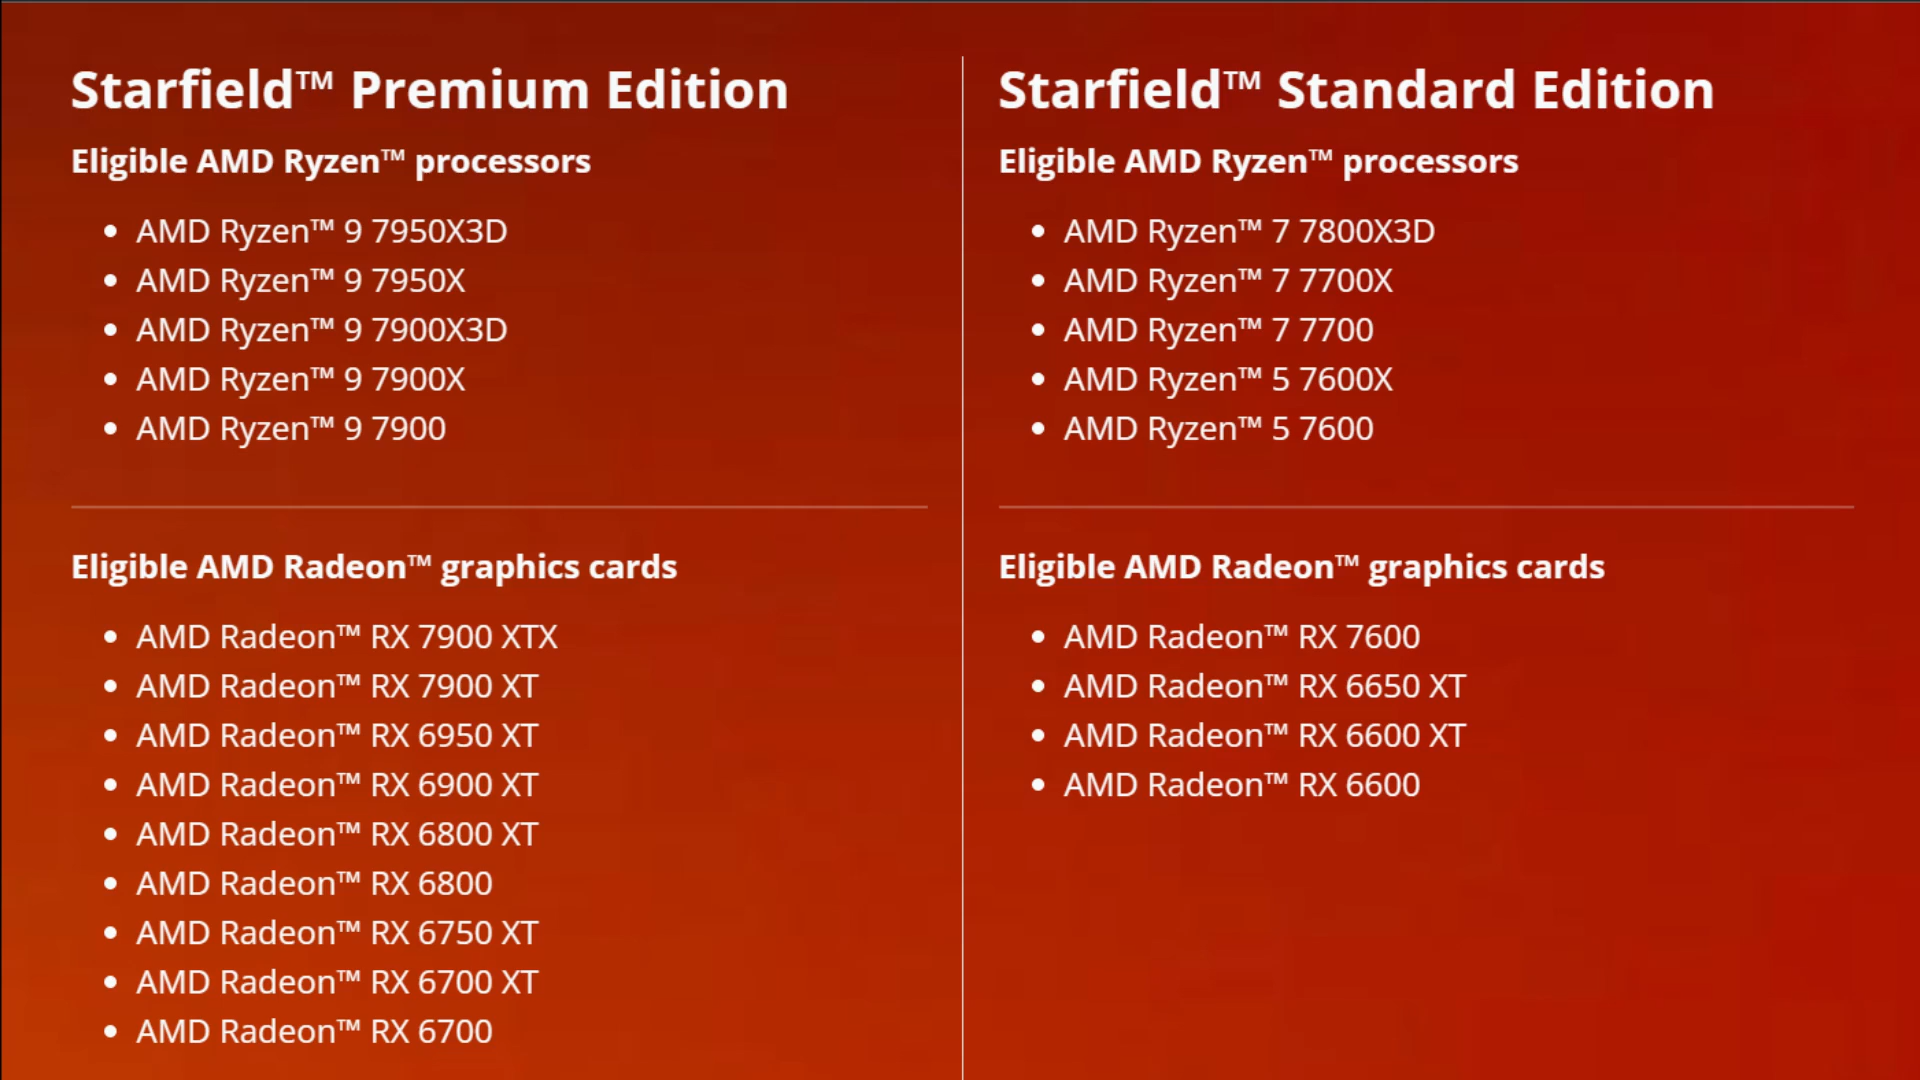 Starfield™ Premium Edition
Eligible AMD Ryzen™ processors
• AMD Ryzen™ 9 7950X3D
• AMD Ryzen™ 9 7950X
• AMD Ryzen™ 9 7900X3D
• AMD Ryzen™ 9 7900X
• AMD Ryzen™ 9 7900
Eligible AMD Radeon™ graphics cards
• AMD Radeon™ RX 7900 XTX
• AMD Radeon™ RX 7900 XT
• AMD Radeon™ RX 6950 XT
• AMD Radeon™ RX 6900 XT
• AMD Radeon™ RX 6800 XT
• AMD Radeon™ RX 6800
• AMD Radeon™ RX 6750 XT
• AMD Radeon™ RX 6700 XT
• AMD Radeon™ RX 6700
Starfield™ Standard Edition
Eligible AMD Ryzen™ processors
• AMD Ryzen™ 7 7800X3D
• AMD Ryzen™ 7 7700X
• AMD Ryzen™ 7 7700
• AMD Ryzen™ 5 7600X
• AMD Ryzen™ 5 7600
Eligible AMD Radeon™ graphics cards
• AMD Radeon™ RX 7600
• AMD Radeon™ RX 6650 XT
• AMD Radeon™ RX 6600 XT
• AMD Radeon™ RX 6600